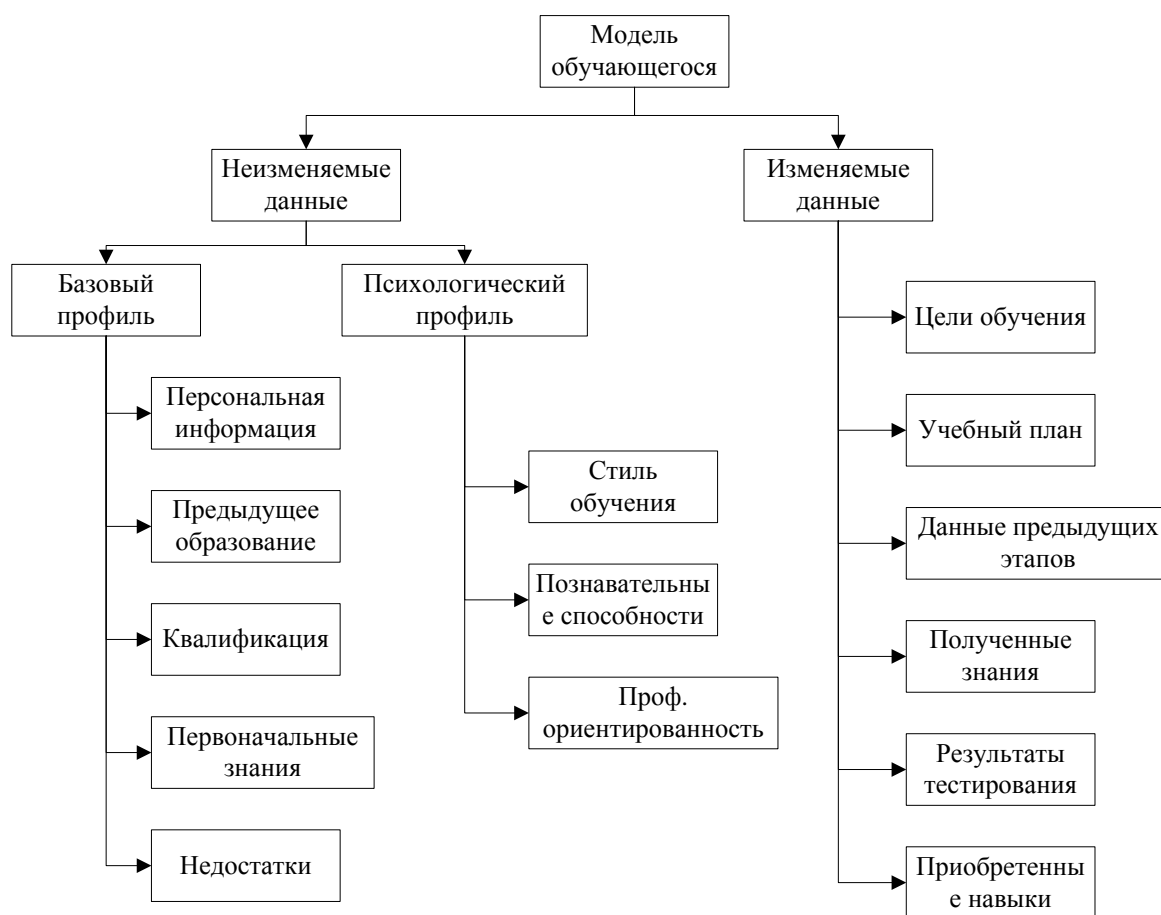 Модель
обучающегося
Неизменяемые
данные
Изменяемые
данные
Базовый
профиль
Психологический
профиль
Персональная
информация
Предыдущее
образование
Квалификация
Первоначальные
знания
Недостатки
Стиль
обучения
Познавательны
е способности
Проф.
ориентированность
Цели обучения
Учебный план
Данные предыдущих
этапов
Полученные
знания
Результаты
тестирования
Приобретенны
е навыки